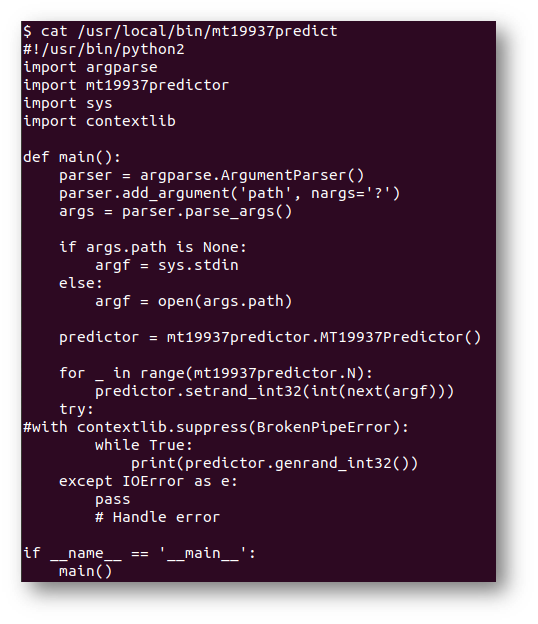 $ cat /usr/local/bin/mt19937predict
#!/usr/bin/python2
import argparse
import mt19937predictor
import sys
import contextlib

def main():
    parser = argparse.ArgumentParser()
    parser.add_argument('path', nargs='?')
    args = parser.parse_args()

    if args.path is None:
        argf = sys.stdin
    else:
        argf = open(args.path)

    predictor = mt19937predictor.MT19937Predictor()

    for _ in range(mt19937predictor.N):
        predictor.setrand_int32(int(next(argf)))
    try:
#with contextlib.suppress(BrokenPipeError):
        while True:
            print(predictor.genrand_int32())
    except IOError as e:
        pass
        # Handle error

if __name__ == '__main__':
    main()